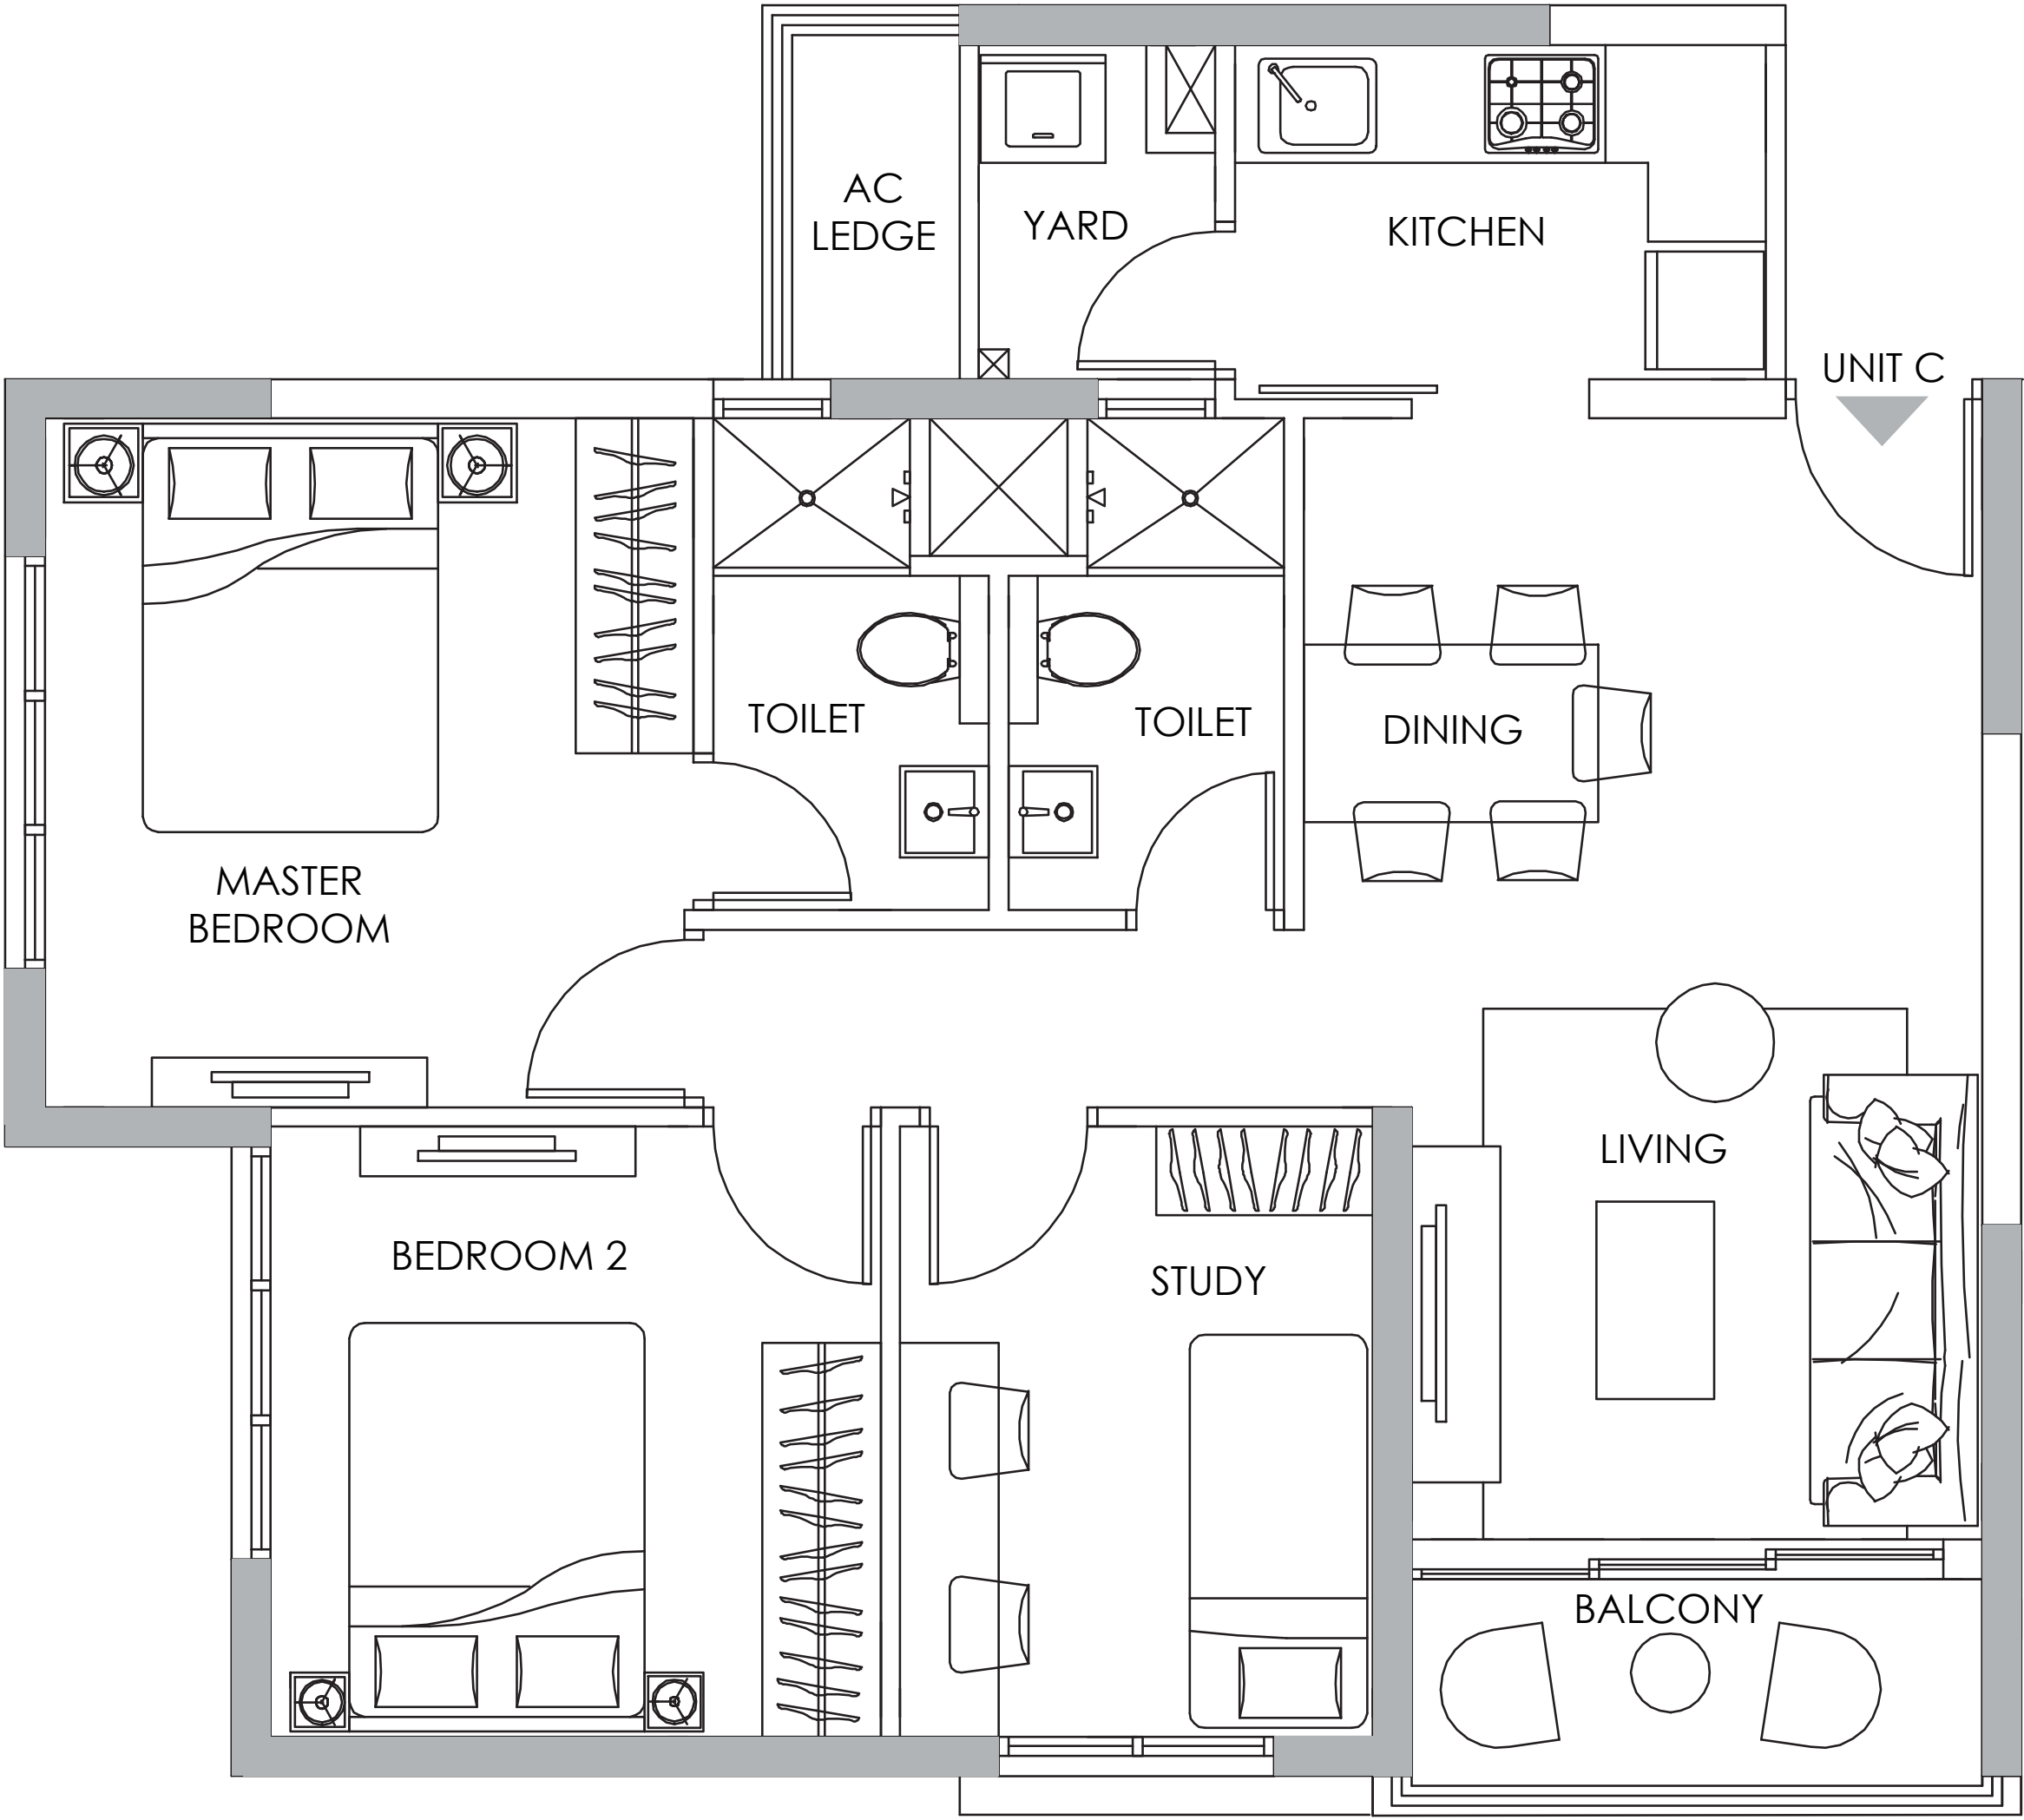 AC
LEDGE
YARD
KITCHEN
UNIT C
TOILET
TOILET
DINING
MASTER
BEDROOM
LIVING
BEDROOM 2
STUDY
BALCONY